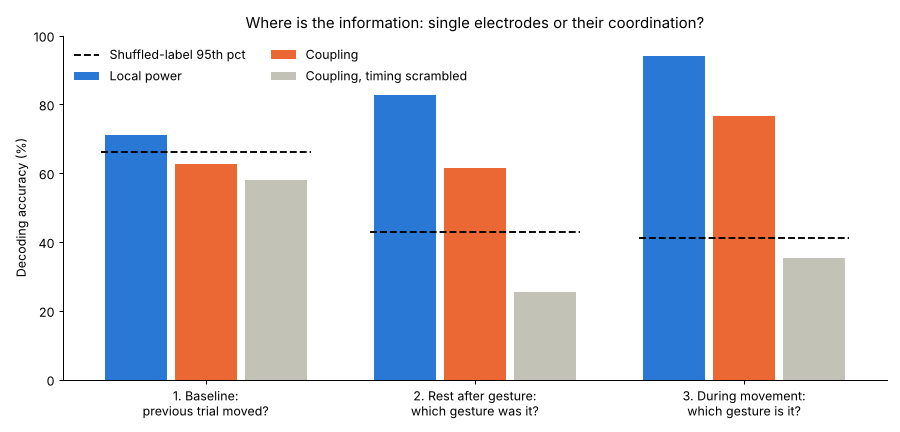 Where is the information: single electrodes or their coordination?
Shuffled-label 95th pct
Local power
Coupling
Coupling, timing scrambled
Decoding accuracy (%)
100
80
60
40
20
0
1. Baseline:
previous trial moved?
2. Rest after gesture:
which gesture was it?
3. During movement:
which gesture is it?